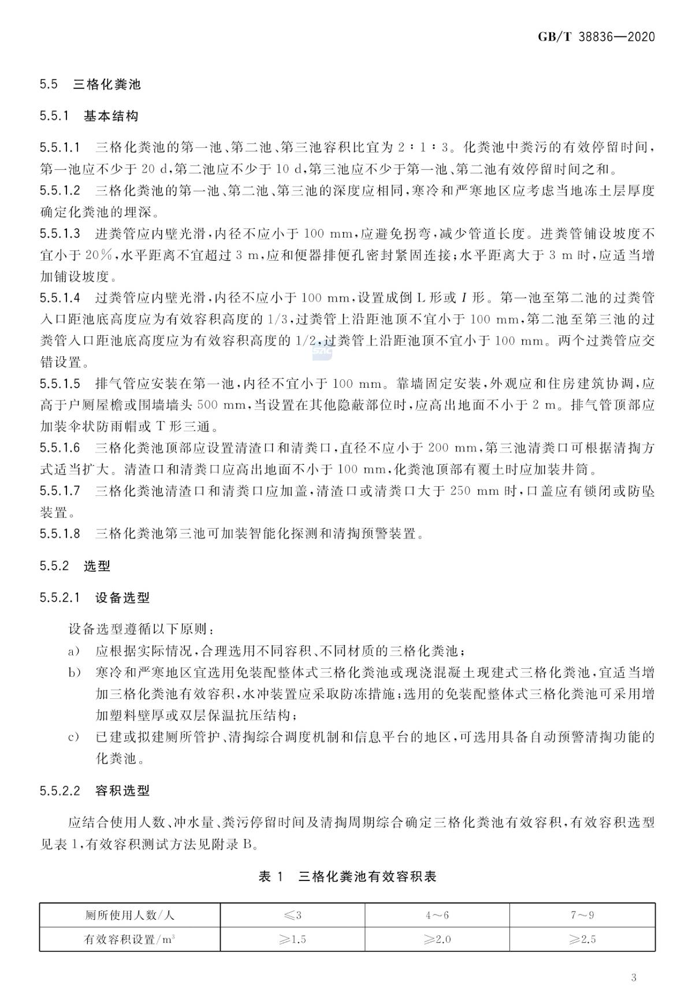 GB/T 38836—2020
5.5 三格化粪池
5.5.1 基本结构
5.5.1.1 三格化粪池的第一池、第二池、第三池容积比宜为 2∶1∶3。化粪池中粪污的有效停留时间,
第一池应不少于 20 d,第二池应不少于 10 d,第三池应不少于第一池、第二池有效停留时间之和。
5.5.1.2 三格化粪池的第一池、第二池、第三池的深度应相同,寒冷和严寒地区应考虑当地冻土层厚度
确定化粪池的埋深。
5.5.1.3 进粪管应内壁光滑,内径不应小于 100 mm,应避免拐弯,减少管道长度。进粪管铺设坡度不
宜小于 20%,水平距离不宜超过 3 m,应和便器排便孔密封紧固连接;水平距离大于 3 m 时,应适当增
加铺设坡度。
5.5.1.4 过粪管应内壁光滑,内径不应小于 100 mm,设置成倒 L 形或 I 形。第一池至第二池的过粪管
入口距池底高度应为有效容积高度的 1/3,过粪管上沿距池顶不宜小于 100 mm,第二池至第三池的过
粪管入口距池底高度应为有效容积高度的 1/2,过粪管上沿距池顶不宜小于 100 mm。两个过粪管应交
错设置。
SAC
5.5.1.5 排气管应安装在第一池,内径不宜小于 100 mm。靠墙固定安装,外观应和住房建筑协调,应
高于户厕屋檐或围墙墙头 500 mm,当设置在其他隐蔽部位时,应高出地面不小于 2 m。排气管顶部应
加装伞状防雨帽或 T 形三通。
5.5.1.6 三格化粪池顶部应设置清渣口和清粪口,直径不应小于 200 mm,第三池清粪口可根据清掏方
式适当扩大。清渣口和清粪口应高出地面不小于 100 mm,化粪池顶部有覆土时应加装井筒。
5.5.1.7 三格化粪池清渣口和清粪口应加盖,清渣口或清粪口大于 250 mm 时,口盖应有锁闭或防坠
装置。
5.5.1.8 三格化粪池第三池可加装智能化探测和清掏预警装置。
5.5.2 选型
5.5.2.1 设备选型
设备选型遵循以下原则:
a) 应根据实际情况,合理选用不同容积、不同材质的三格化粪池;
b) 寒冷和严寒地区宜选用免装配整体式三格化粪池或现浇混凝土现建式三格化粪池,宜适当增
加三格化粪池有效容积,水冲装置应采取防冻措施;选用的免装配整体式三格化粪池可采用增
加塑料壁厚或双层保温抗压结构;
c) 已建或拟建厕所管护、清掏综合调度机制和信息平台的地区,可选用具备自动预警清掏功能的
化粪池。
5.5.2.2 容积选型
应结合使用人数、冲水量、粪污停留时间及清掏周期综合确定三格化粪池有效容积,有效容积选型
见表 1,有效容积测试方法见附录 B。
表 1 三格化粪池有效容积表
厕所使用人数/人 ≤3 4~6 7~9
有效容积设置/m³ ≥1.5 ≥2.0 ≥2.5
3